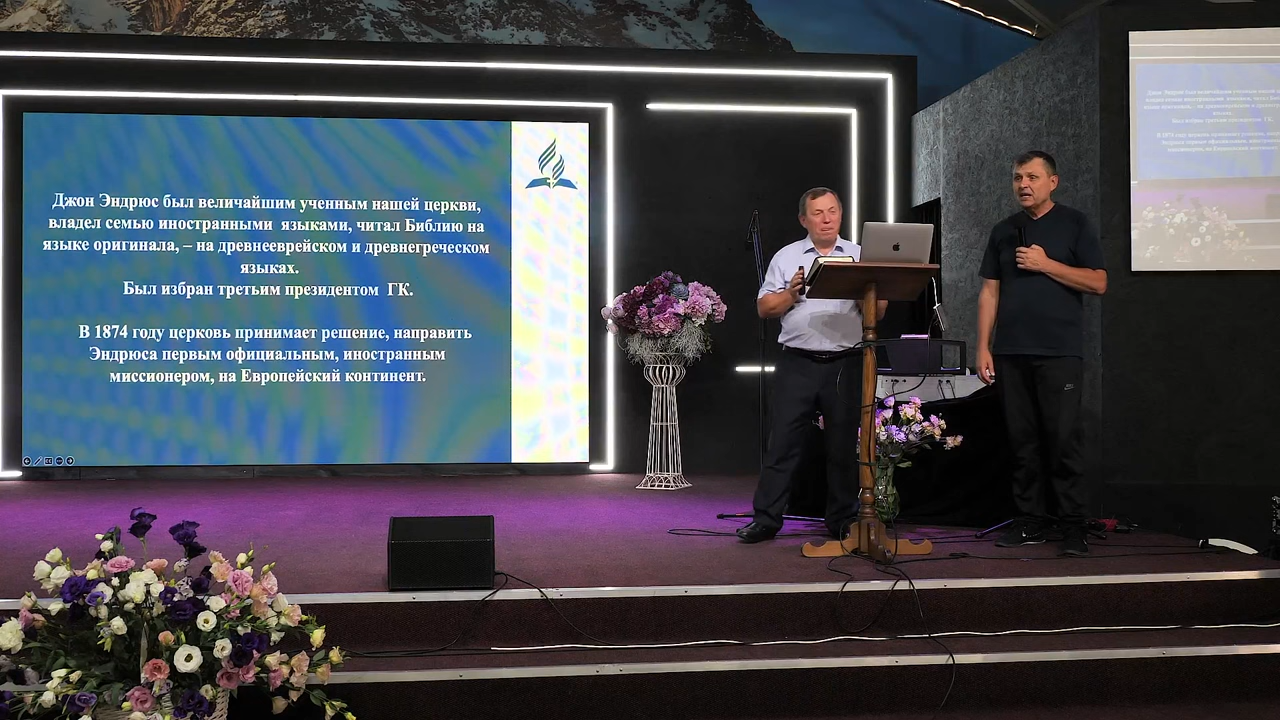 Джон Эндрюс был величайшим ученным нашей церкви,
владел семью иностранными языками, читал Библию на
языке оригинала, – на древнееврейском и древнегреческом
языках.
Был избран третьим президентом ГК.
В 1874 году церковь принимает решение, направить
Эндрюса первым официальным, иностранным
миссионером, на Европейский континент.